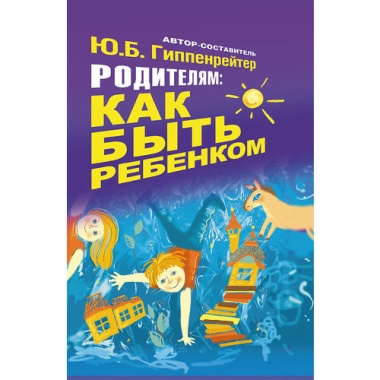 АВТОР-СОСТАВИТЕЛЬ
Ю.Б. Гиппенрейтер
РОДИТЕЛЯМ:
КАК
БЫТЬ
РЕБЕНКОМ